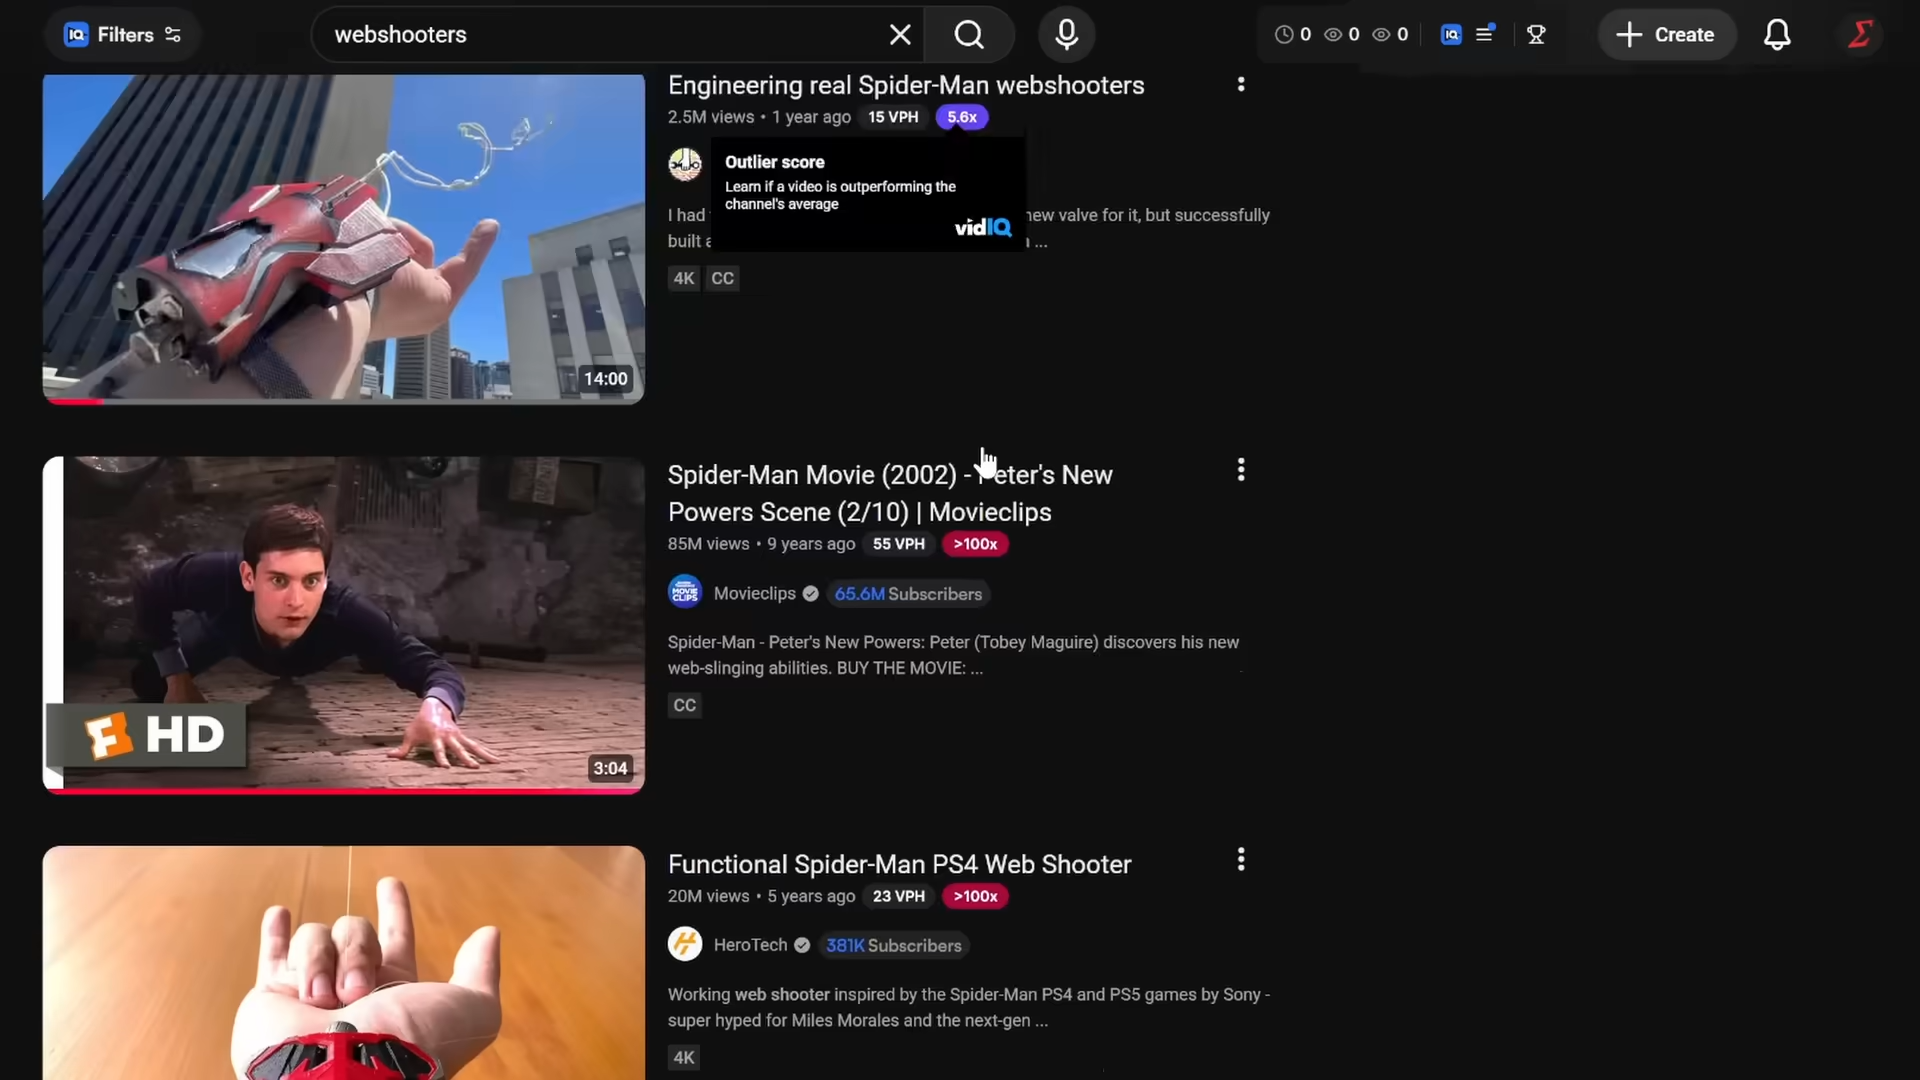 IQ Filters
webshooters
0 0 0
IQ
Create
Σ
Engineering real Spider-Man webshooters
2.5M views • 1 year ago 15 VPH 5.6x
Outlier score
Learn if a video is outperforming the
channel's average
vidIQ
I had new valve for it, but successfully
built a ...
4K CC
14:00
Spider-Man Movie (2002) - Peter's New
Powers Scene (2/10) | Movieclips
85M views • 9 years ago 55 VPH >100x
MOVIE CLIPS Movieclips 65.6M Subscribers
Spider-Man - Peter's New Powers: Peter (Tobey Maguire) discovers his new
web-slinging abilities. BUY THE MOVIE: ...
CC
F HD
3:04
Functional Spider-Man PS4 Web Shooter
20M views • 5 years ago 23 VPH >100x
HeroTech 381K Subscribers
Working web shooter inspired by the Spider-Man PS4 and PS5 games by Sony -
super hyped for Miles Morales and the next-gen ...
4K